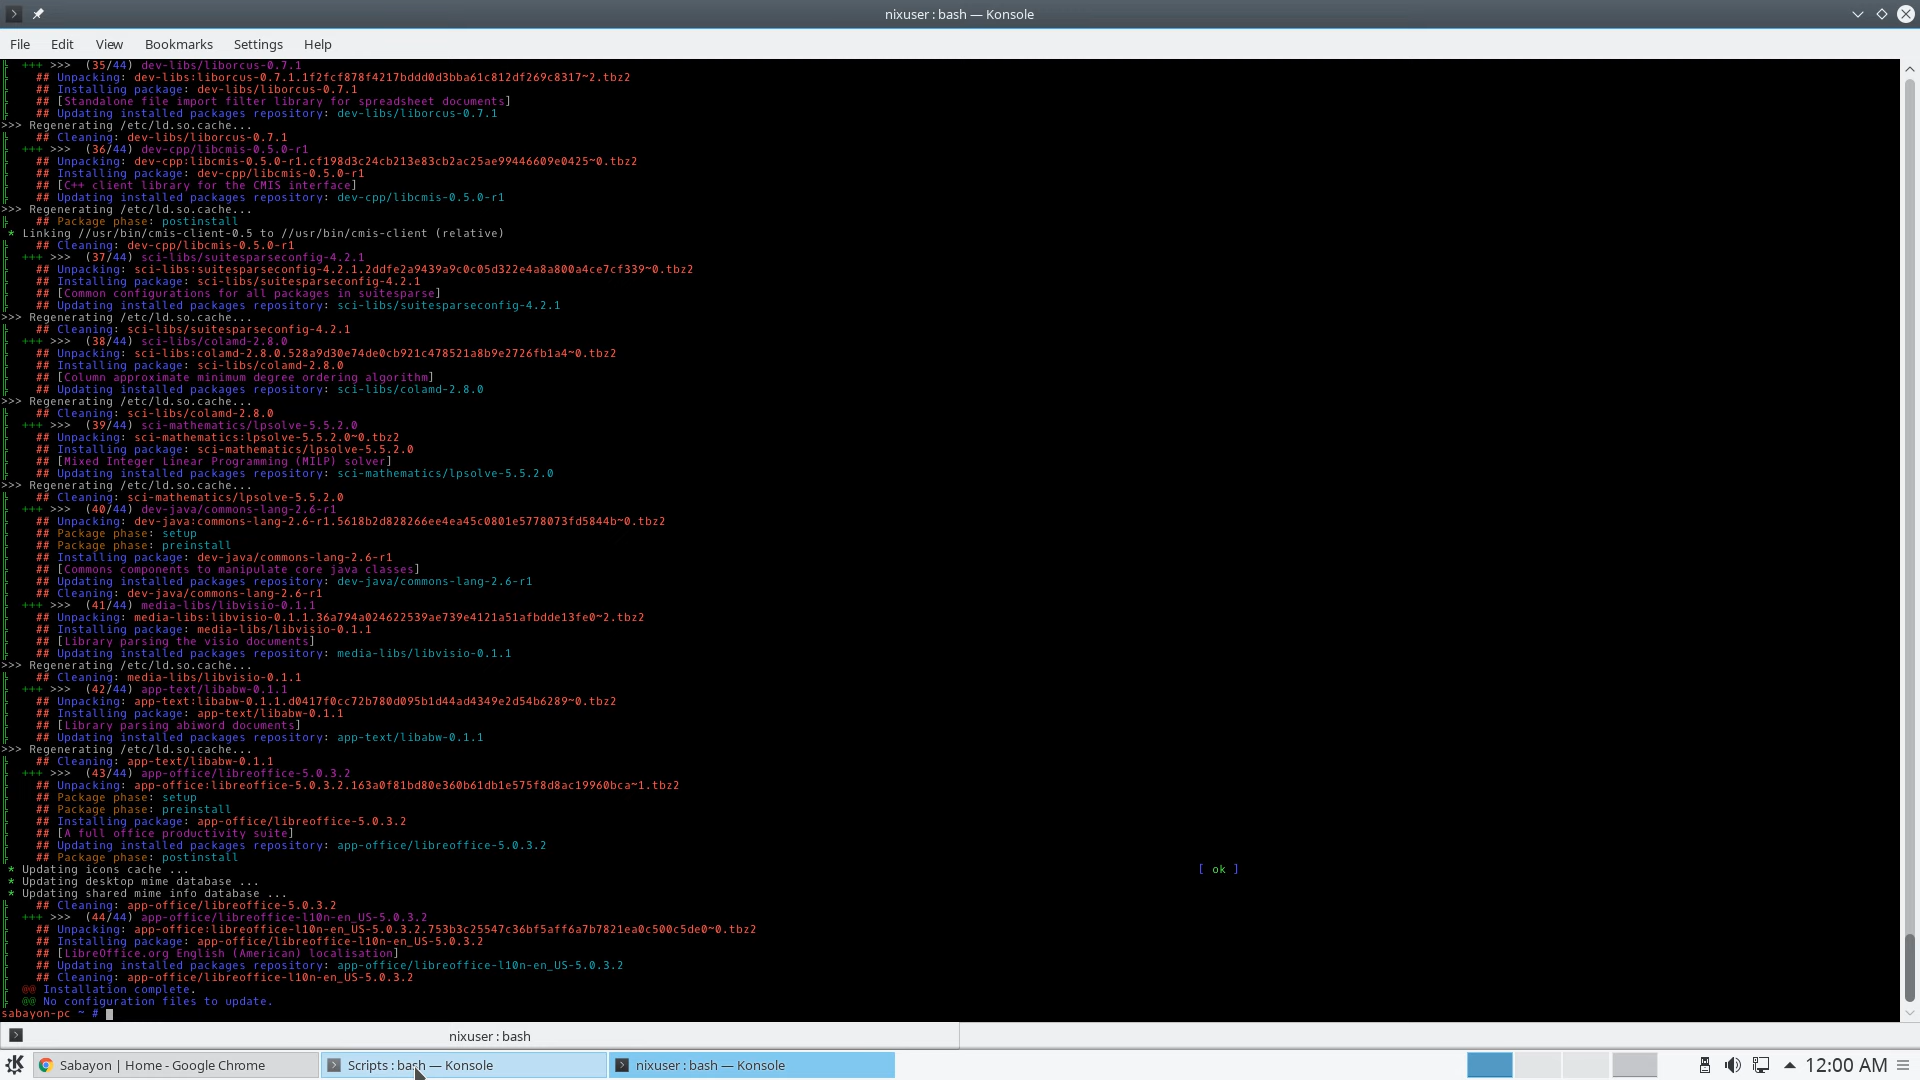 nixuser : bash — Konsole
File Edit View Bookmarks Settings Help
+++ >>> (35/44) dev-libs/liborcus-0.7.1
## Unpacking: dev-libs:liborcus-0.7.1.1f2fcf878f4217bddd0d3bba61c812df269c8317~2.tbz2
## Installing package: dev-libs/liborcus-0.7.1
## [Standalone file import filter library for spreadsheet documents]
## Updating installed packages repository: dev-libs/liborcus-0.7.1
>>> Regenerating /etc/ld.so.cache...
## Cleaning: dev-libs/liborcus-0.7.1
+++ >>> (36/44) dev-cpp/libcmis-0.5.0-r1
## Unpacking: dev-cpp:libcmis-0.5.0-r1.cf198d3c24cb213e83cb2ac25ae99446609e0425~0.tbz2
## Installing package: dev-cpp/libcmis-0.5.0-r1
## [C++ client library for the CMIS interface]
## Updating installed packages repository: dev-cpp/libcmis-0.5.0-r1
>>> Regenerating /etc/ld.so.cache...
## Package phase: postinstall
* Linking //usr/bin/cmis-client-0.5 to //usr/bin/cmis-client (relative)
## Cleaning: dev-cpp/libcmis-0.5.0-r1
+++ >>> (37/44) sci-libs/suitesparseconfig-4.2.1
## Unpacking: sci-libs:suitesparseconfig-4.2.1.2ddfe2a9439a9c0c05d322e4a8a800a4ce7cf339~0.tbz2
## Installing package: sci-libs/suitesparseconfig-4.2.1
## [Common configurations for all packages in suitesparse]
## Updating installed packages repository: sci-libs/suitesparseconfig-4.2.1
>>> Regenerating /etc/ld.so.cache...
## Cleaning: sci-libs/suitesparseconfig-4.2.1
+++ >>> (38/44) sci-libs/colamd-2.8.0
## Unpacking: sci-libs:colamd-2.8.0.528a9d30e74de0cb921c478521a8b9e2726fb1a4~0.tbz2
## Installing package: sci-libs/colamd-2.8.0
## [Column approximate minimum degree ordering algorithm]
## Updating installed packages repository: sci-libs/colamd-2.8.0
>>> Regenerating /etc/ld.so.cache...
## Cleaning: sci-libs/colamd-2.8.0
+++ >>> (39/44) sci-mathematics/lpsolve-5.5.2.0
## Unpacking: sci-mathematics:lpsolve-5.5.2.0~0.tbz2
## Installing package: sci-mathematics/lpsolve-5.5.2.0
## [Mixed Integer Linear Programming (MILP) solver]
## Updating installed packages repository: sci-mathematics/lpsolve-5.5.2.0
>>> Regenerating /etc/ld.so.cache...
## Cleaning: sci-mathematics/lpsolve-5.5.2.0
+++ >>> (40/44) dev-java/commons-lang-2.6-r1
## Unpacking: dev-java:commons-lang-2.6-r1.5618b2d828266ee4ea45c0801e5778073fd5844b~0.tbz2
## Package phase: setup
## Package phase: preinstall
## Installing package: dev-java/commons-lang-2.6-r1
## [Commons components to manipulate core java classes]
## Updating installed packages repository: dev-java/commons-lang-2.6-r1
## Cleaning: dev-java/commons-lang-2.6-r1
+++ >>> (41/44) media-libs/libvisio-0.1.1
## Unpacking: media-libs:libvisio-0.1.1.36a794a024622539ae739e4121a51afbdde13fe0~2.tbz2
## Installing package: media-libs/libvisio-0.1.1
## [Library parsing the visio documents]
## Updating installed packages repository: media-libs/libvisio-0.1.1
>>> Regenerating /etc/ld.so.cache...
## Cleaning: media-libs/libvisio-0.1.1
+++ >>> (42/44) app-text/libabw-0.1.1
## Unpacking: app-text:libabw-0.1.1.d0417f0cc72b780d095b1d44ad4349e2d54b6289~0.tbz2
## Installing package: app-text/libabw-0.1.1
## [Library parsing abiword documents]
## Updating installed packages repository: app-text/libabw-0.1.1
>>> Regenerating /etc/ld.so.cache...
## Cleaning: app-text/libabw-0.1.1
+++ >>> (43/44) app-office/libreoffice-5.0.3.2
## Unpacking: app-office:libreoffice-5.0.3.2.163a0f81bd80e360b61db1e575f8d8ac19960bca~1.tbz2
## Package phase: setup
## Package phase: preinstall
## Installing package: app-office/libreoffice-5.0.3.2
## [A full office productivity suite]
## Updating installed packages repository: app-office/libreoffice-5.0.3.2
## Package phase: postinstall
* Updating icons cache ... [ ok ]
* Updating desktop mime database ...
* Updating shared mime info database ...
## Cleaning: app-office/libreoffice-5.0.3.2
+++ >>> (44/44) app-office/libreoffice-l10n-en_US-5.0.3.2
## Unpacking: app-office:libreoffice-l10n-en_US-5.0.3.2.753b3c25547c36bf5aff6a7b7821ea0c500c5de0~0.tbz2
## Installing package: app-office/libreoffice-l10n-en_US-5.0.3.2
## [LibreOffice.org English (American) localisation]
## Updating installed packages repository: app-office/libreoffice-l10n-en_US-5.0.3.2
## Cleaning: app-office/libreoffice-l10n-en_US-5.0.3.2
@@ Installation complete.
@@ No configuration files to update.
sabayon-pc ~ #
nixuser : bash
Sabayon | Home - Google Chrome Scripts : bash — Konsole nixuser : bash — Konsole 12:00 AM